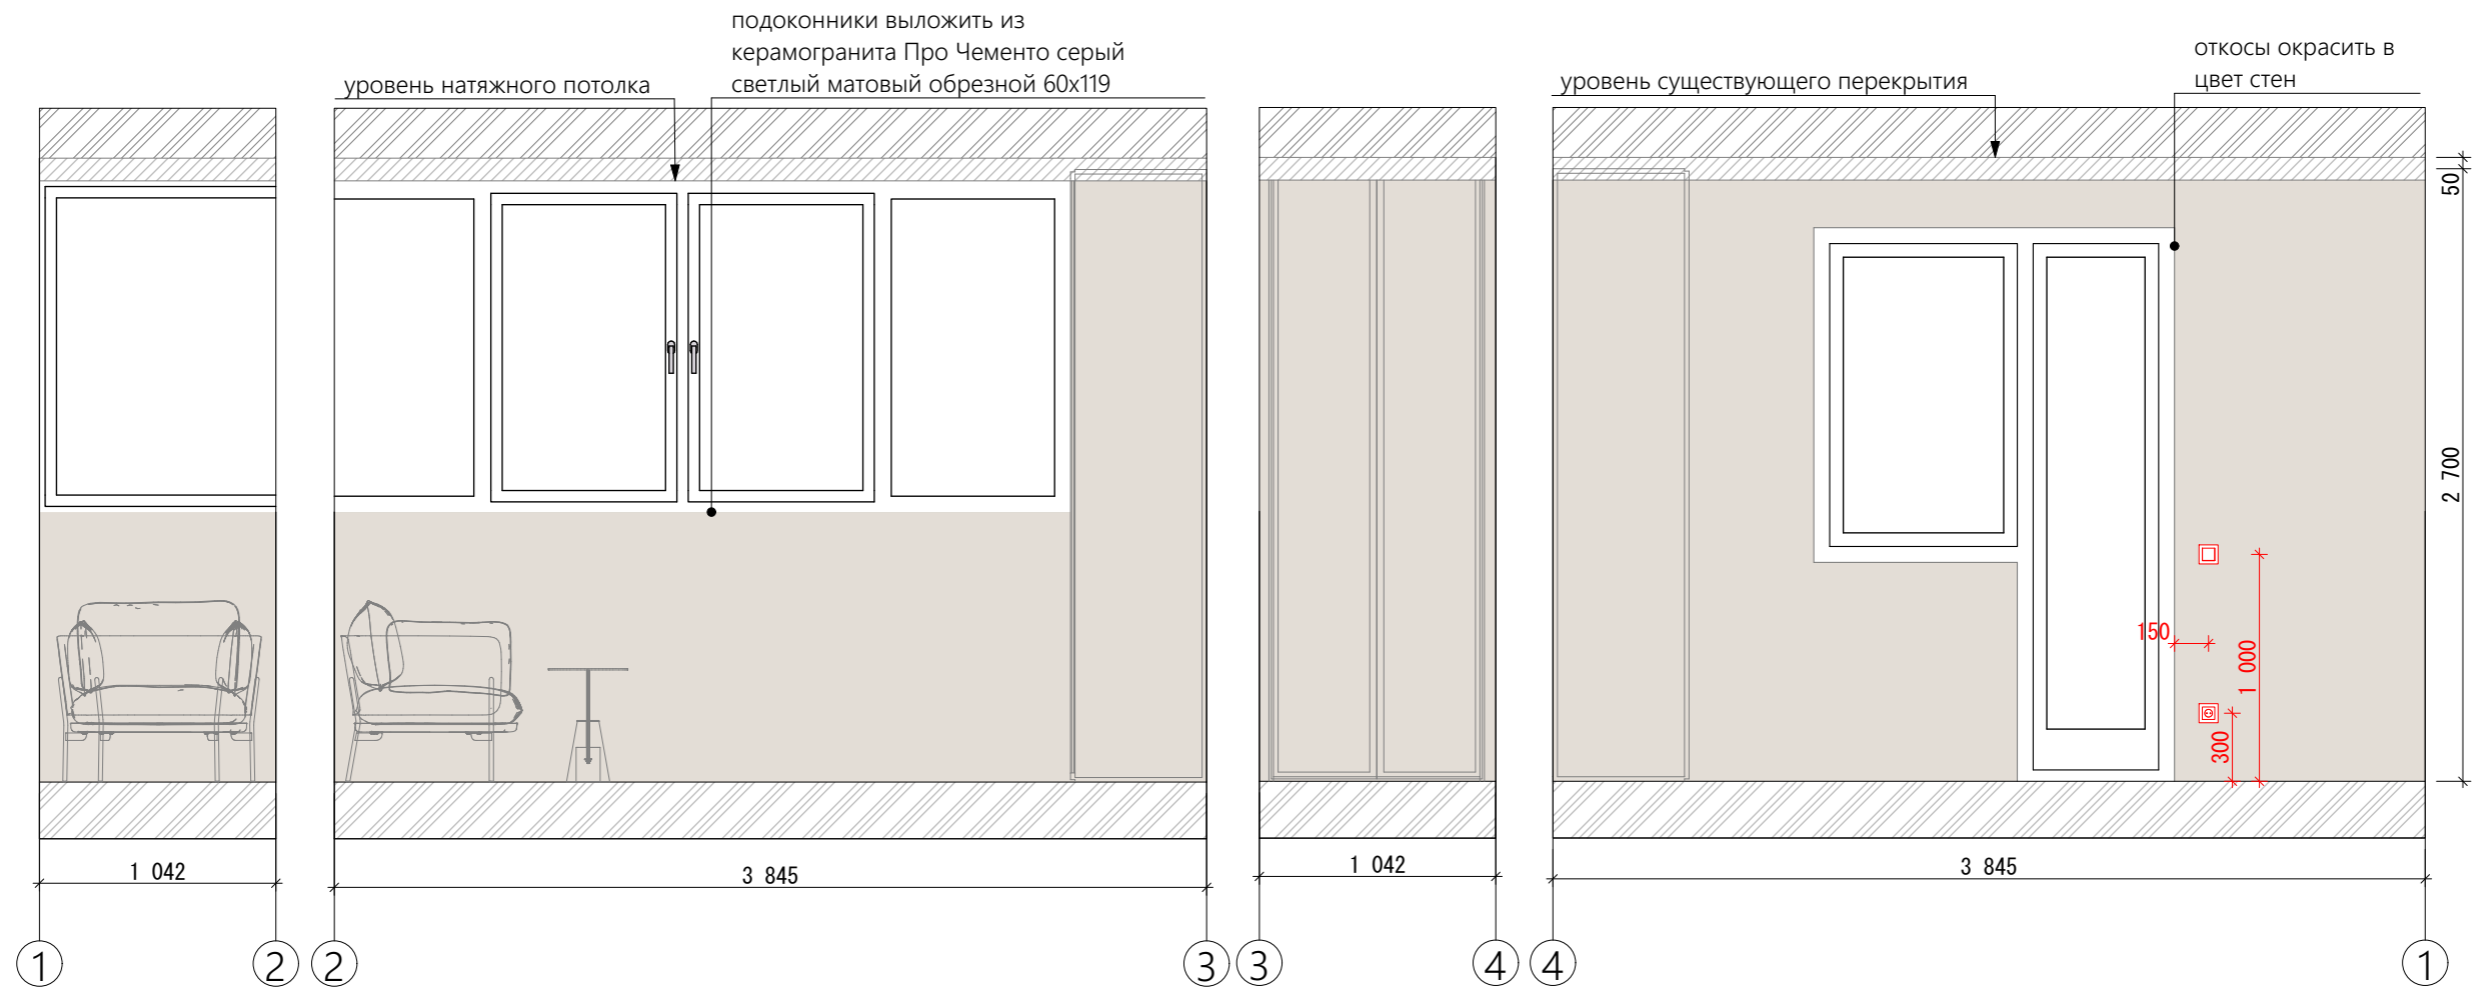 подоконники выложить из
керамогранита Про Чементо серый
светлый матовый обрезной 60х119
уровень натяжного потолка
уровень существующего перекрытия
откосы окрасить в
цвет стен
50
2 700
150
1 000
300
1 042
3 845
1 042
3 845
1
2
2
3
3
4
4
1